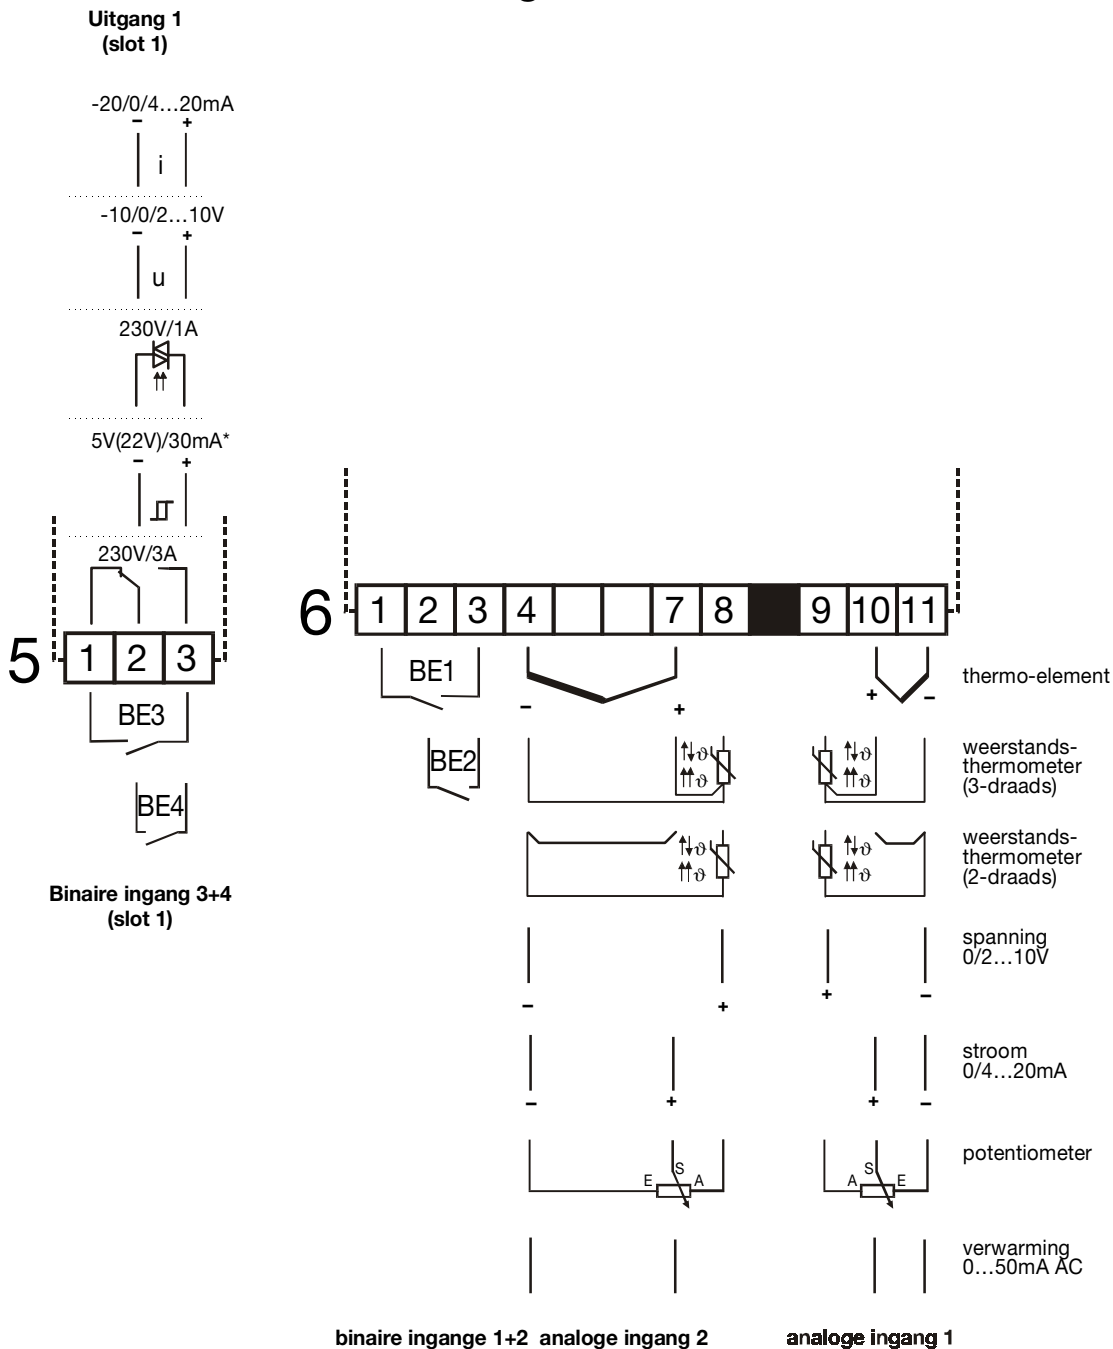 Uitgang 1
(slot 1)
-20/0/4...20mA
– +
i
-10/0/2...10V
– +
u
230V/1A
5V(22V)/30mA*
– +
230V/3A
5 1 2 3
BE3
BE4
Binaire ingang 3+4
(slot 1)
6 1 2 3 4 7 8 9 10 11
BE1
– + + –
thermo-element
BE2
ϑ ϑ
ϑ ϑ
weerstands-
thermometer
(3-draads)
ϑ ϑ
ϑ ϑ
weerstands-
thermometer
(2-draads)
– + + –
spanning
0/2...10V
– + + –
stroom
0/4...20mA
E S A A S E
potentiometer
verwarming
0...50mA AC
binaire ingange 1+2 analoge ingang 2 analoge ingang 1